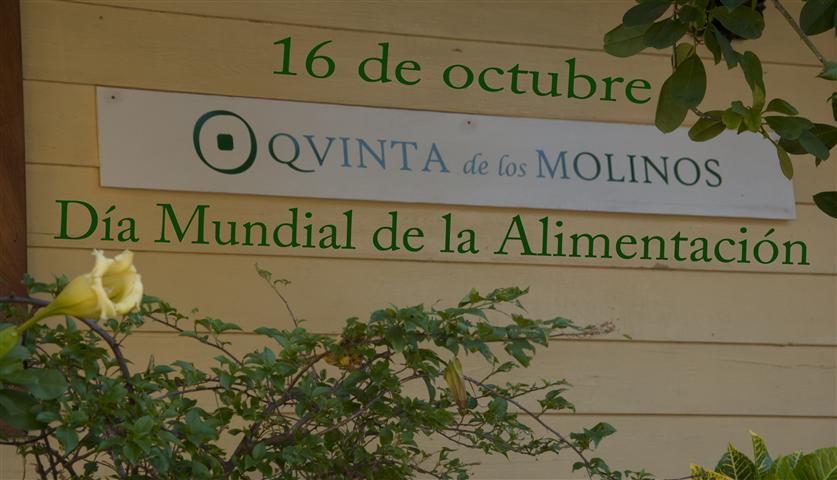 16 de octubre
QVINTA de los MOLINOS
Día Mundial de la Alimentación